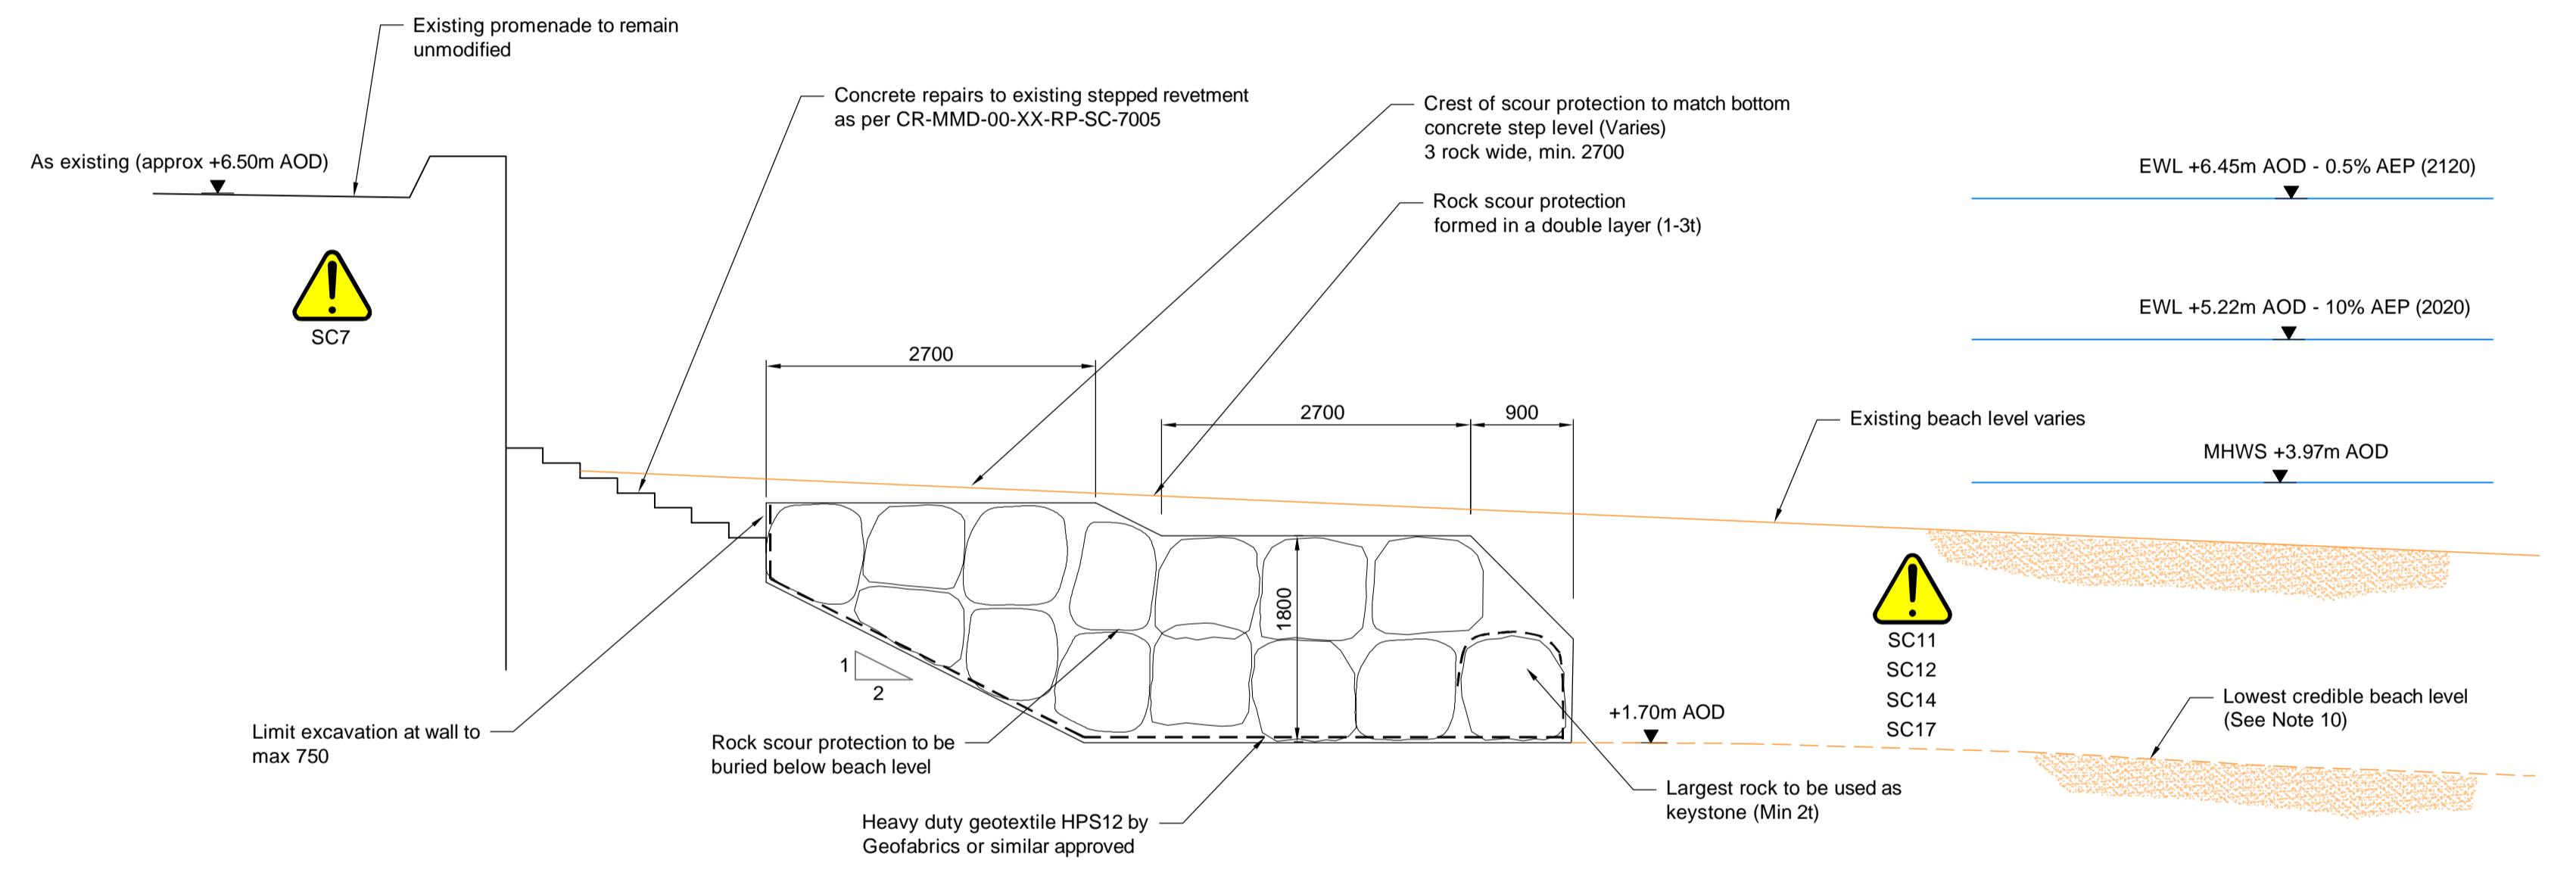 Existing promenade to remain
unmodified
Concrete repairs to existing stepped revetment
as per CR-MMD-00-XX-RP-SC-7005
Crest of scour protection to match bottom
concrete step level (Varies)
3 rock wide, min. 2700
As existing (approx +6.50m AOD)
EWL +6.45m AOD - 0.5% AEP (2120)
Rock scour protection
formed in a double layer (1-3t)
SC7
EWL +5.22m AOD - 10% AEP (2020)
2700
2700
900
Existing beach level varies
MHWS +3.97m AOD
1800
1
2
SC11
SC12
SC14
SC17
Lowest credible beach level
(See Note 10)
+1.70m AOD
Limit excavation at wall to
max 750
Rock scour protection to be
buried below beach level
Largest rock to be used as
keystone (Min 2t)
Heavy duty geotextile HPS12 by
Geofabrics or similar approved